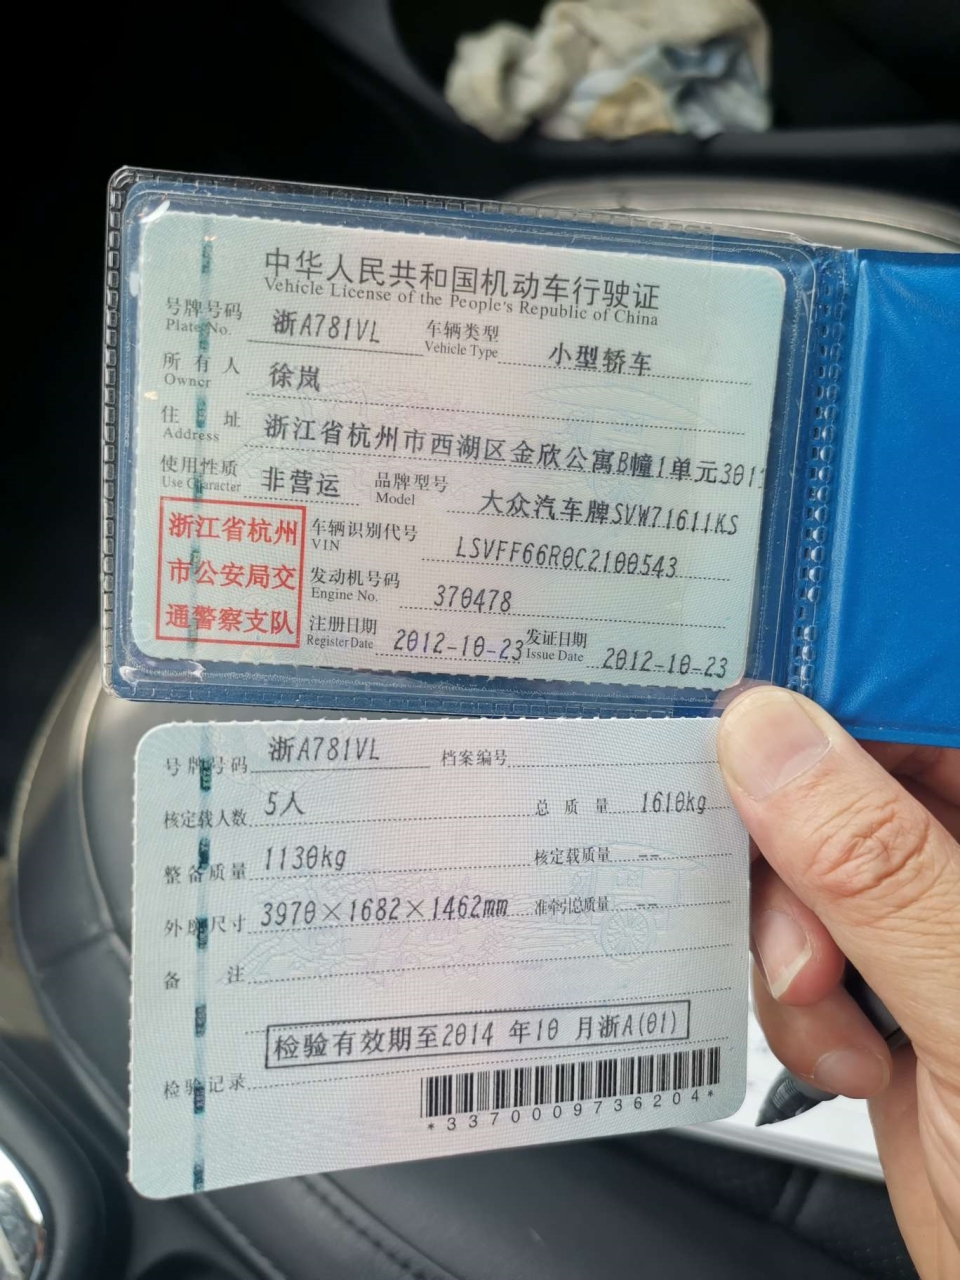 中华人民共和国机动车行驶证
Vehicle License of the People's Republic of China
号牌号码 浙A781VL 车辆类型 小型轿车
Plate No. Vehicle Type
所有人 徐岚
Owner
住址 浙江省杭州市西湖区金欣公寓B幢1单元301
Address
使用性质 非营运 品牌型号 大众汽车牌SVW71611KS
Use Character Model
浙江省杭州
市公安局交
通警察支队
车辆识别代号 LSVFF66R0C2100543
VIN
发动机号码 370478
Engine No.
注册日期 2012-10-23 发证日期 2012-10-23
Register Date Issue Date
号牌号码 浙A781VL 档案编号
核定载人数 5人 总质量 1610kg
整备质量 1130kg 核定载质量 --
外廓尺寸 3970×1682×1462mm 准牵引总质量 --
备注
检验有效期至2014 年10 月浙A(01)
检验记录
*3370009736204*